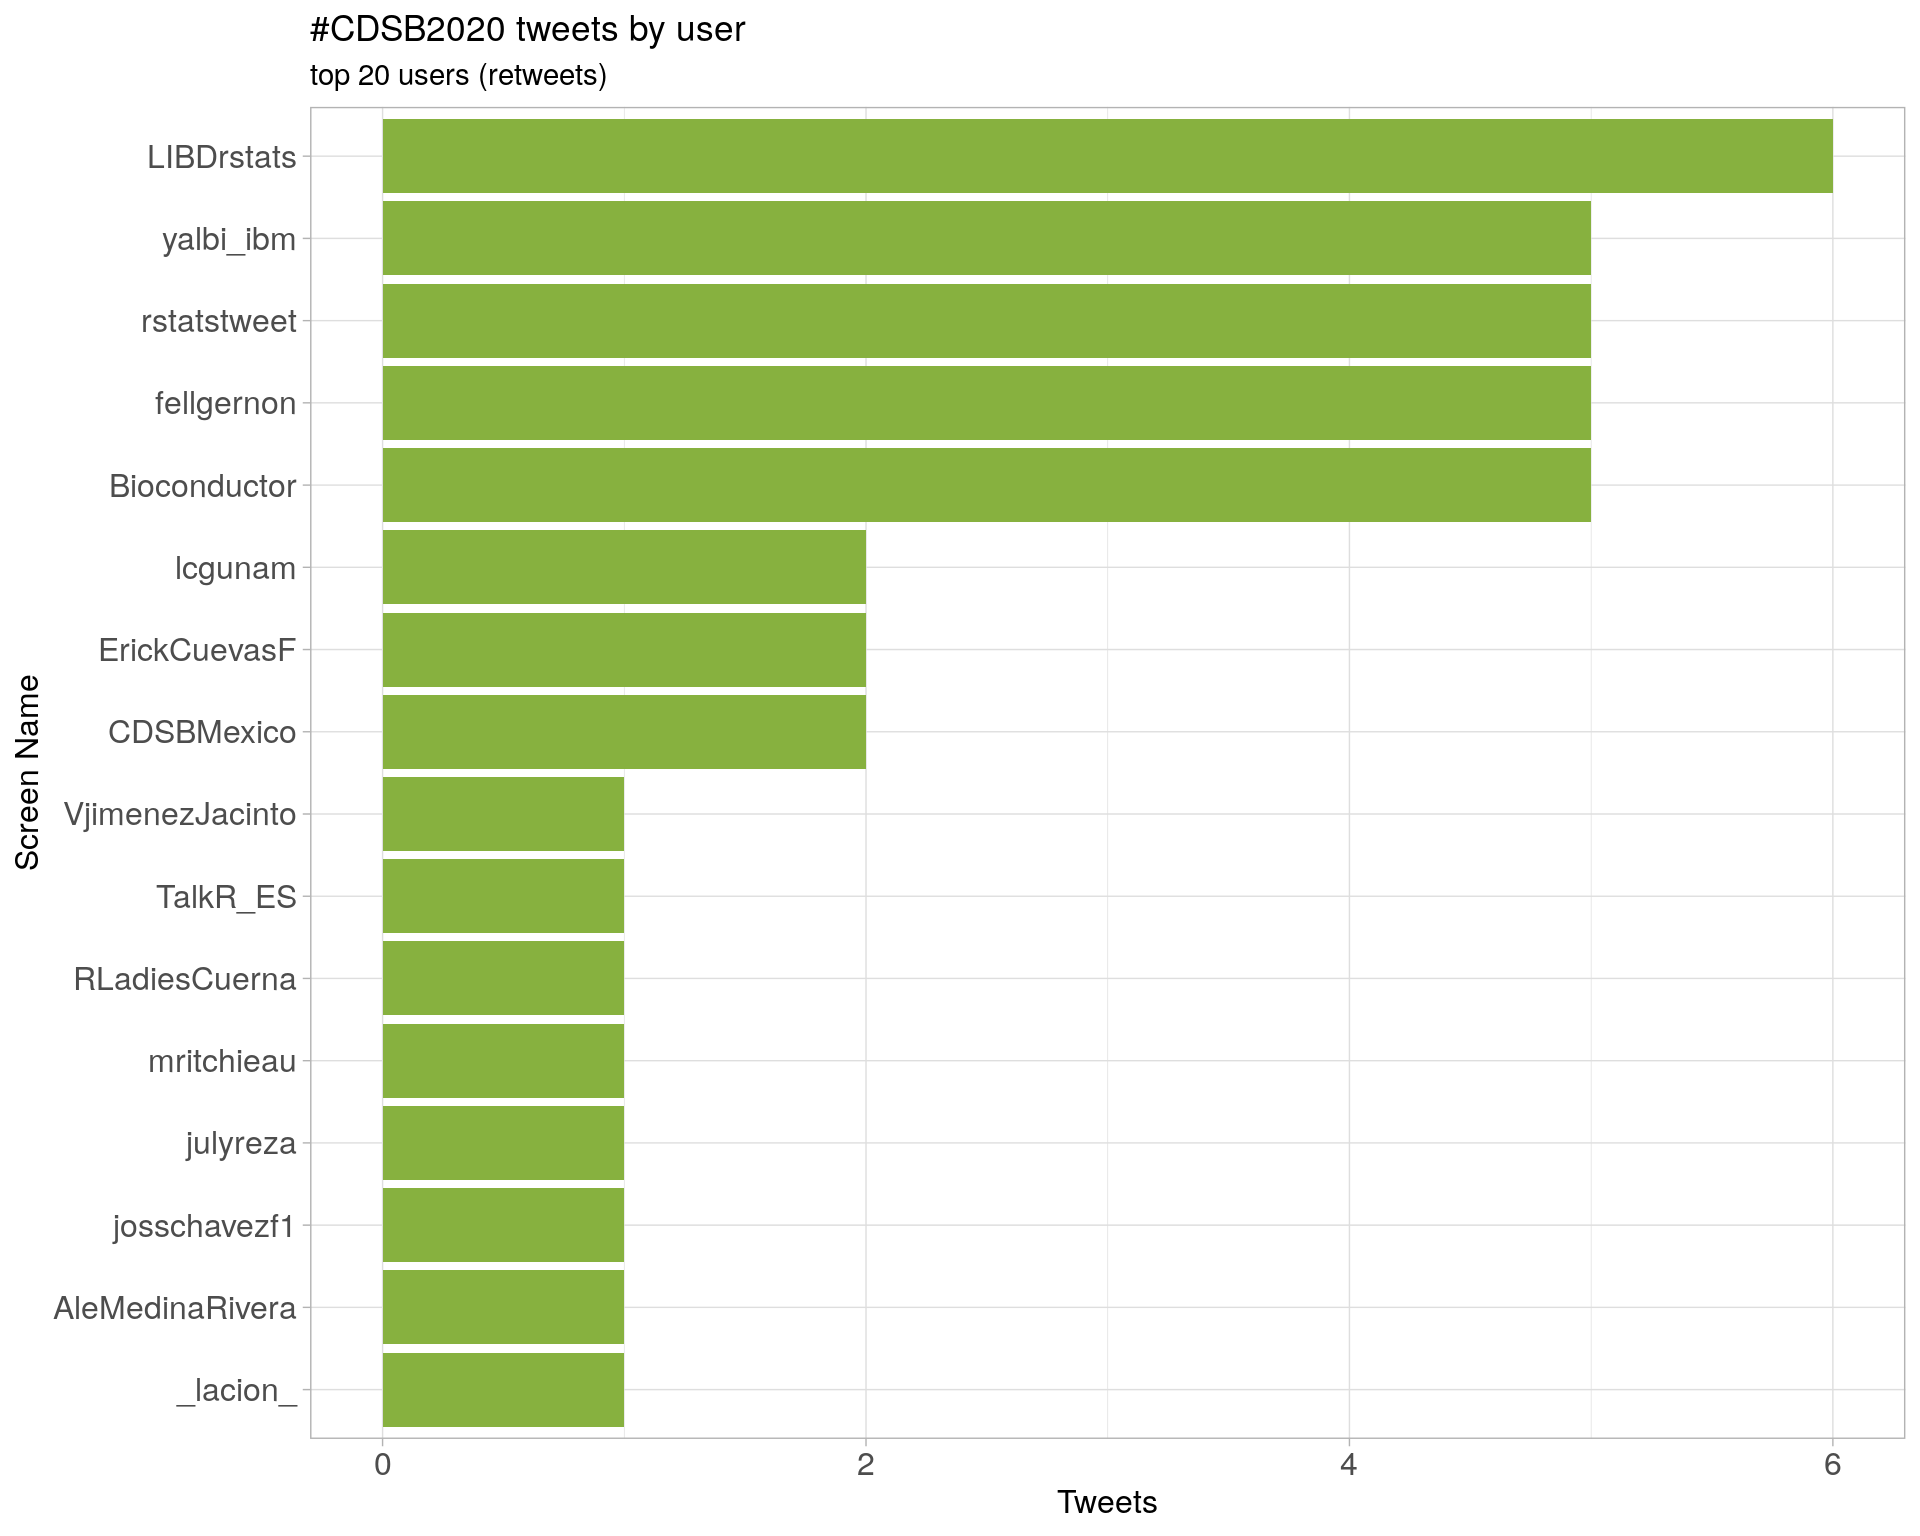 #CDSB2020 tweets by user
top 20 users (retweets)
Screen Name
LIBDrstats
yalbi_ibm
rstatstweet
fellgernon
Bioconductor
lcgunam
ErickCuevasF
CDSBMexico
VjimenezJacinto
TalkR_ES
RLadiesCuerna
mritchieau
julyreza
josschavezf1
AleMedinaRivera
_lacion_
0 2 4 6
Tweets